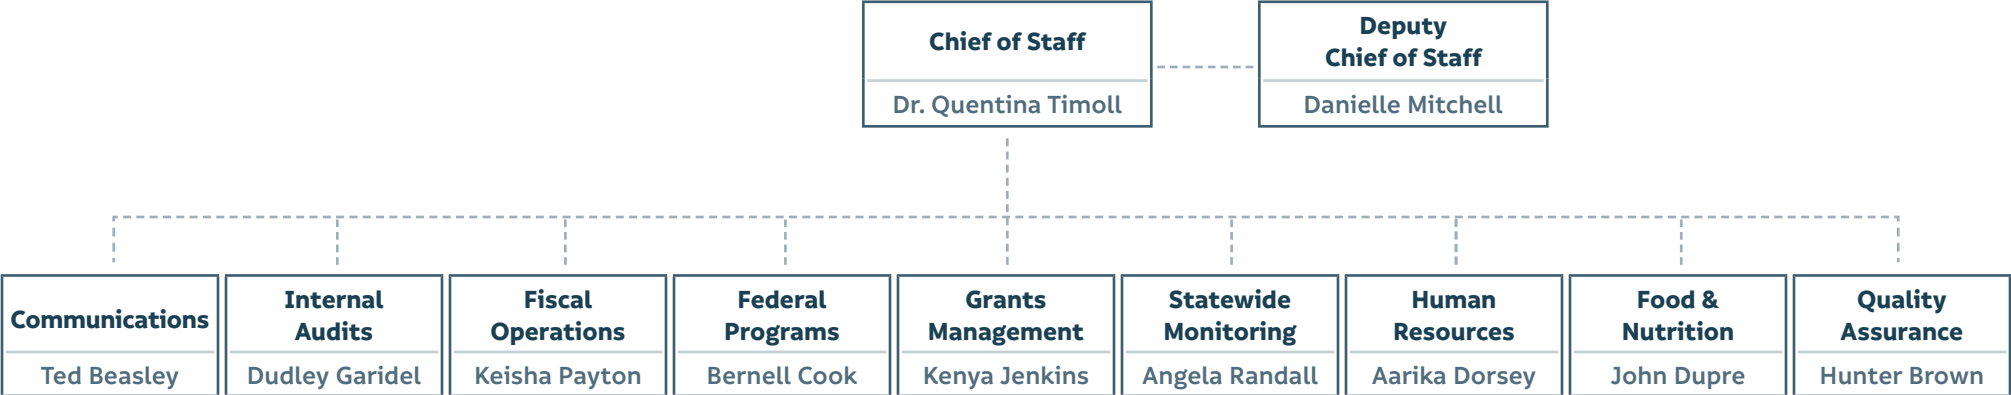 Chief of Staff
Dr. Quentina Timoll
Deputy
Chief of Staff
Danielle Mitchell
Communications
Ted Beasley
Internal
Audits
Dudley Garidel
Fiscal
Operations
Keisha Payton
Federal
Programs
Bernell Cook
Grants
Management
Kenya Jenkins
Statewide
Monitoring
Angela Randall
Human
Resources
Aarika Dorsey
Food &
Nutrition
John Dupre
Quality
Assurance
Hunter Brown